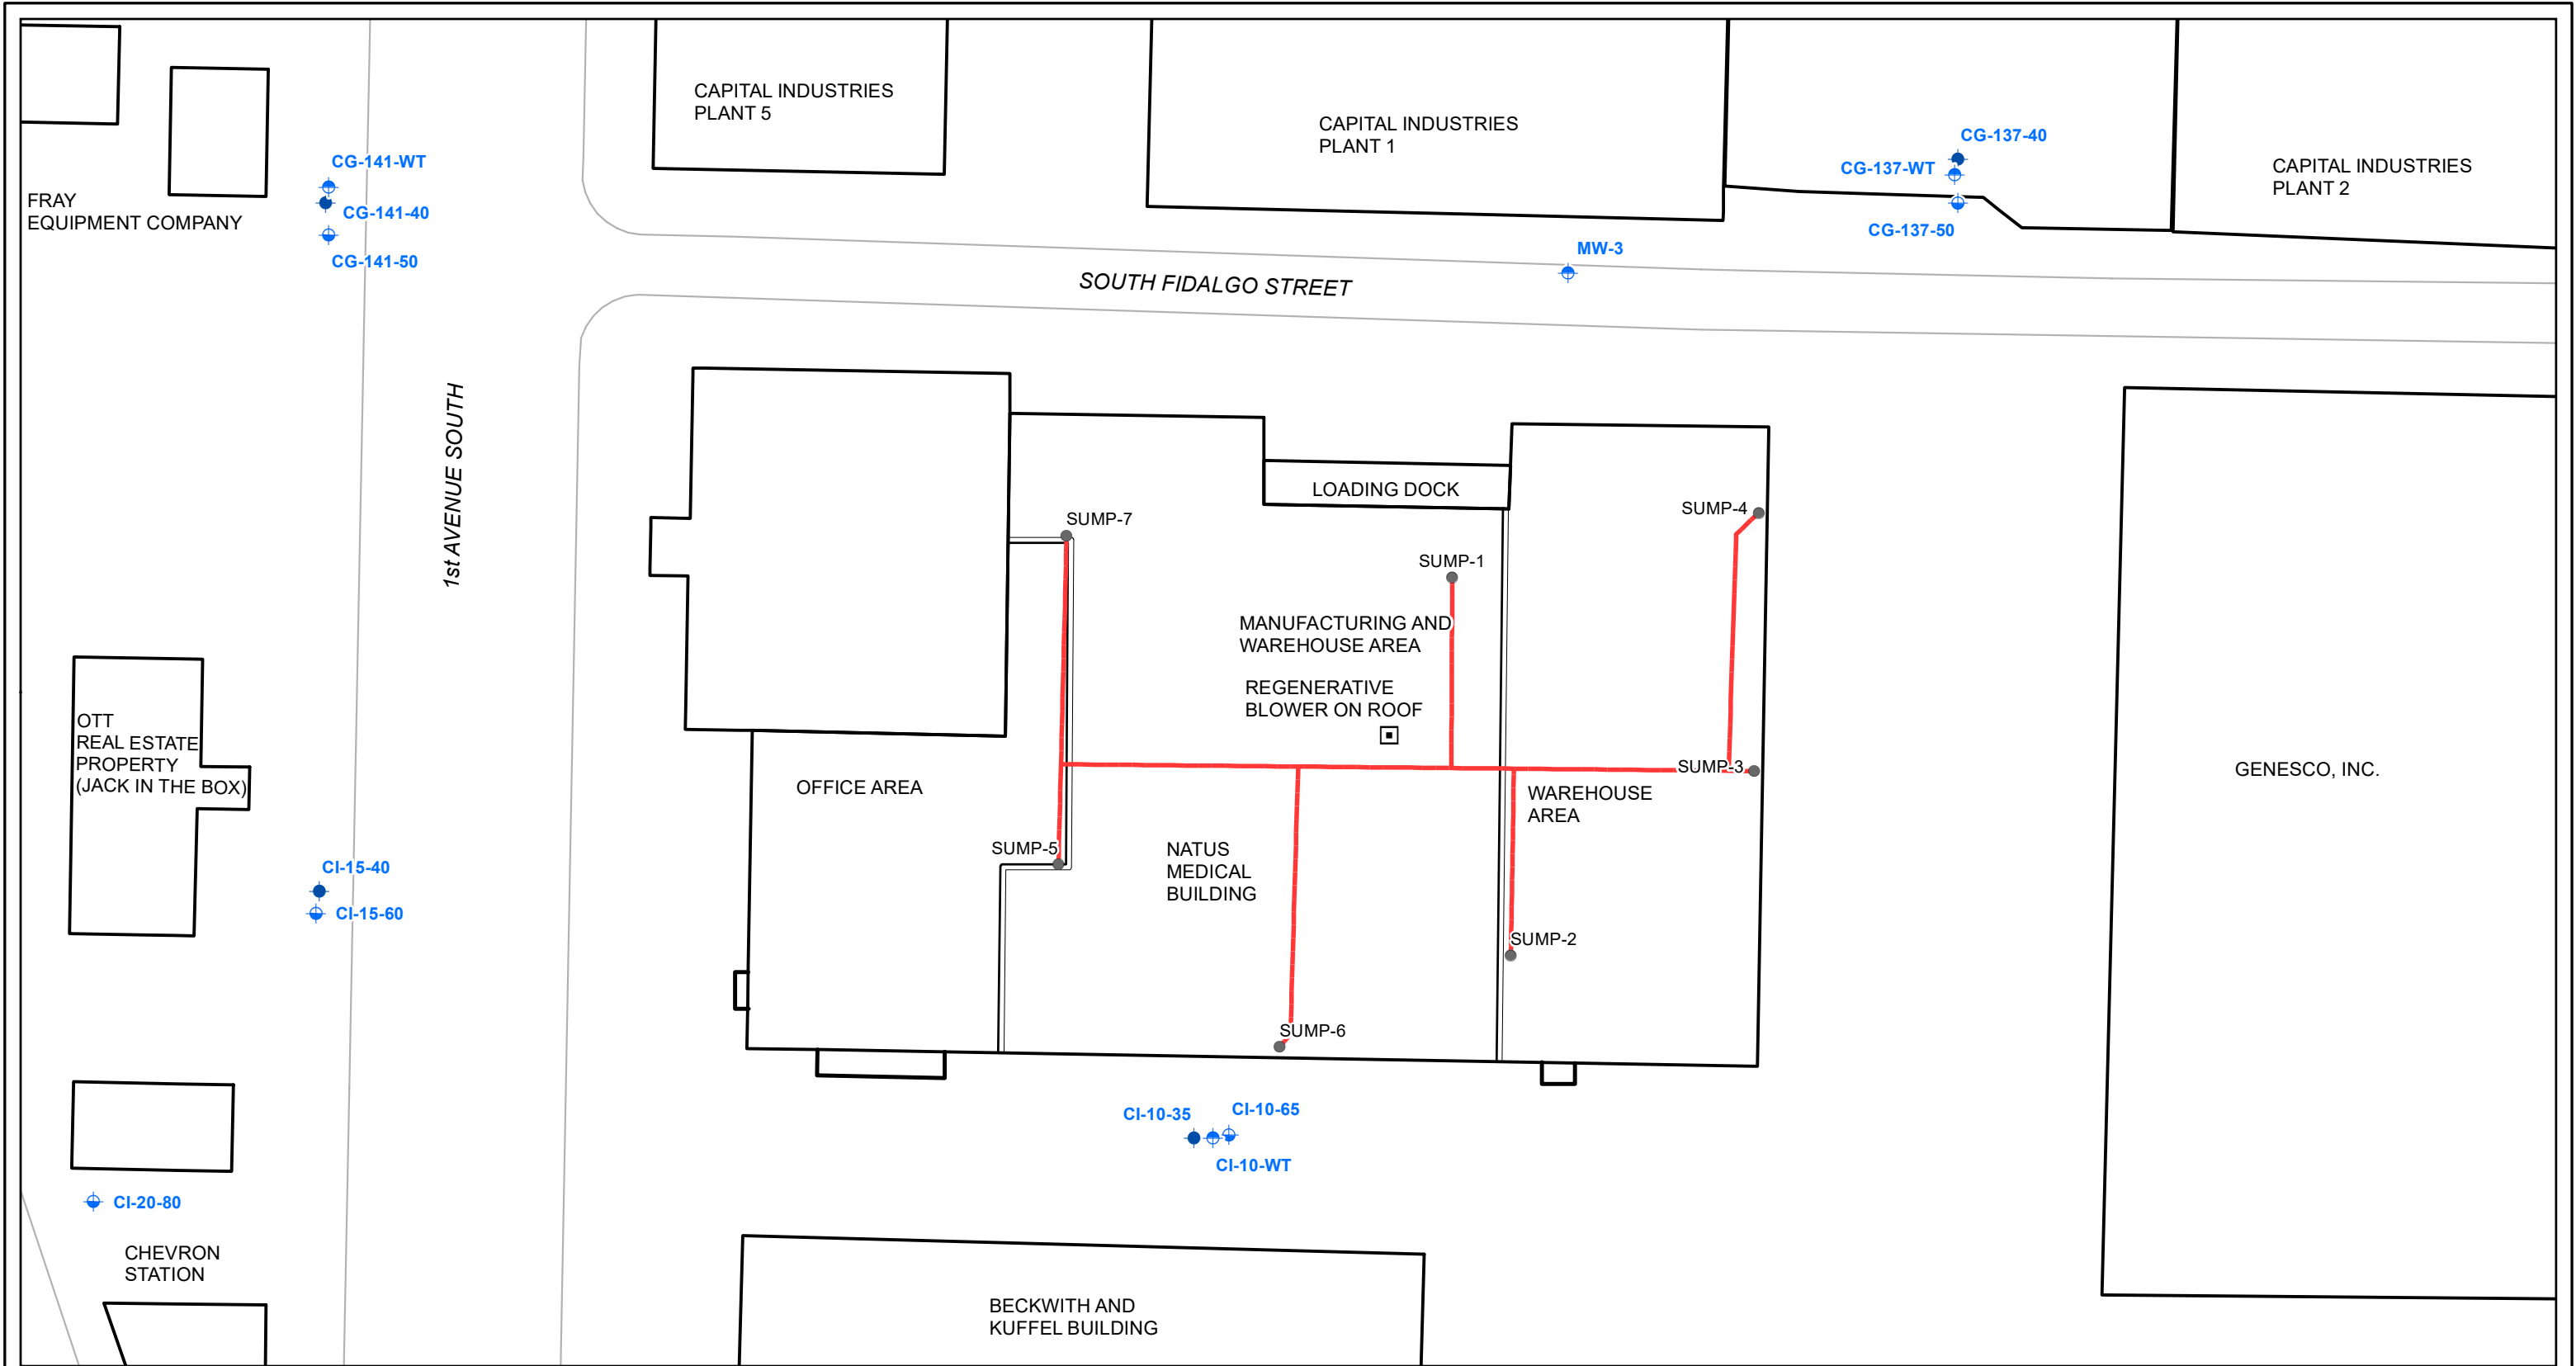 CAPITAL INDUSTRIES
PLANT 5
CAPITAL INDUSTRIES
PLANT 1
CG-137-40
CG-137-WT
CAPITAL INDUSTRIES
PLANT 2
CG-137-50
CG-141-WT
CG-141-40
CG-141-50
FRAY
EQUIPMENT COMPANY
MW-3
SOUTH FIDALGO STREET
1st AVENUE SOUTH
LOADING DOCK
SUMP-7
SUMP-4
SUMP-1
MANUFACTURING AND
WAREHOUSE AREA
REGENERATIVE
BLOWER ON ROOF
OTT
REAL ESTATE
PROPERTY
(JACK IN THE BOX)
OFFICE AREA
SUMP-3
WAREHOUSE
AREA
GENESCO, INC.
SUMP-5
NATUS
MEDICAL
BUILDING
CI-15-40
CI-15-60
SUMP-2
SUMP-6
CI-10-35
CI-10-65
CI-10-WT
CI-20-80
CHEVRON
STATION
BECKWITH AND
KUFFEL BUILDING